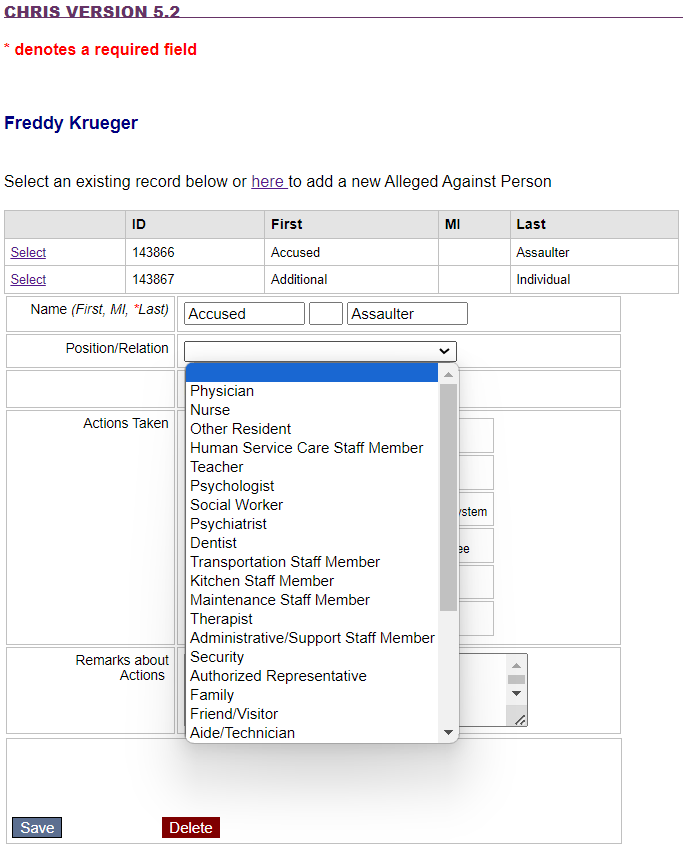 CHRIS VERSION 5.2
* denotes a required field
Freddy Krueger
Select an existing record below or here to add a new Alleged Against Person
ID First MI Last
Select 143866 Accused Assaulter
Select 143867 Additional Individual
Name (First, MI, *Last) Accused Assaulter
Position/Relation
Physician
Actions Taken
Nurse
Other Resident
Human Service Care Staff Member
Teacher
Psychologist
Social Worker
ystem
Psychiatrist
Dentist
ee
Transportation Staff Member
Kitchen Staff Member
Maintenance Staff Member
Therapist
Administrative/Support Staff Member
Remarks about
Actions
Security
Authorized Representative
Family
Friend/Visitor
Aide/Technician
Save Delete